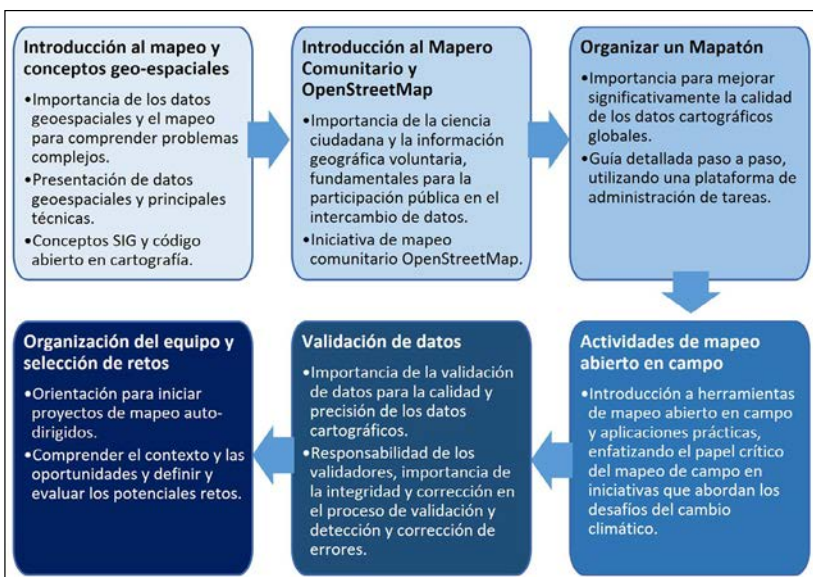 Introducción al mapeo y
conceptos geo-espaciales
•Importancia de los datos
geoespaciales y el mapeo
para comprender problemas
complejos.
•Presentación de datos
geoespaciales y principales
técnicas.
•Conceptos SIG y código
abierto en cartografía.
Introducción al Mapero
Comunitario y
OpenStreetMap
•Importancia de la ciencia
ciudadana y la información
geográfica voluntaria,
fundamentales para la
participación pública en el
intercambio de datos.
•Iniciativa de mapeo
comunitario OpenStreetMap.
Organizar un Mapatón
•Importancia para mejorar
significativamente la calidad
de los datos cartográficos
globales.
•Guía detallada paso a paso,
utilizando una plataforma de
administración de tareas.
Actividades de mapeo
abierto en campo
•Introducción a herramientas
de mapeo abierto en campo
y aplicaciones prácticas,
enfatizando el papel crítico
del mapeo de campo en
iniciativas que abordan los
desafíos del cambio
climático.
Validación de datos
•Importancia de la validación
de datos para la calidad y
precisión de los datos
cartográficos.
•Responsabilidad de los
validadores, importancia de
la integridad y corrección en
el proceso de validación y
detección y corrección de
errores.
Organización del equipo y
selección de retos
•Orientación para iniciar
proyectos de mapeo auto-
dirigidos.
•Comprender el contexto y las
oportunidades y definir y
evaluar los potenciales retos.